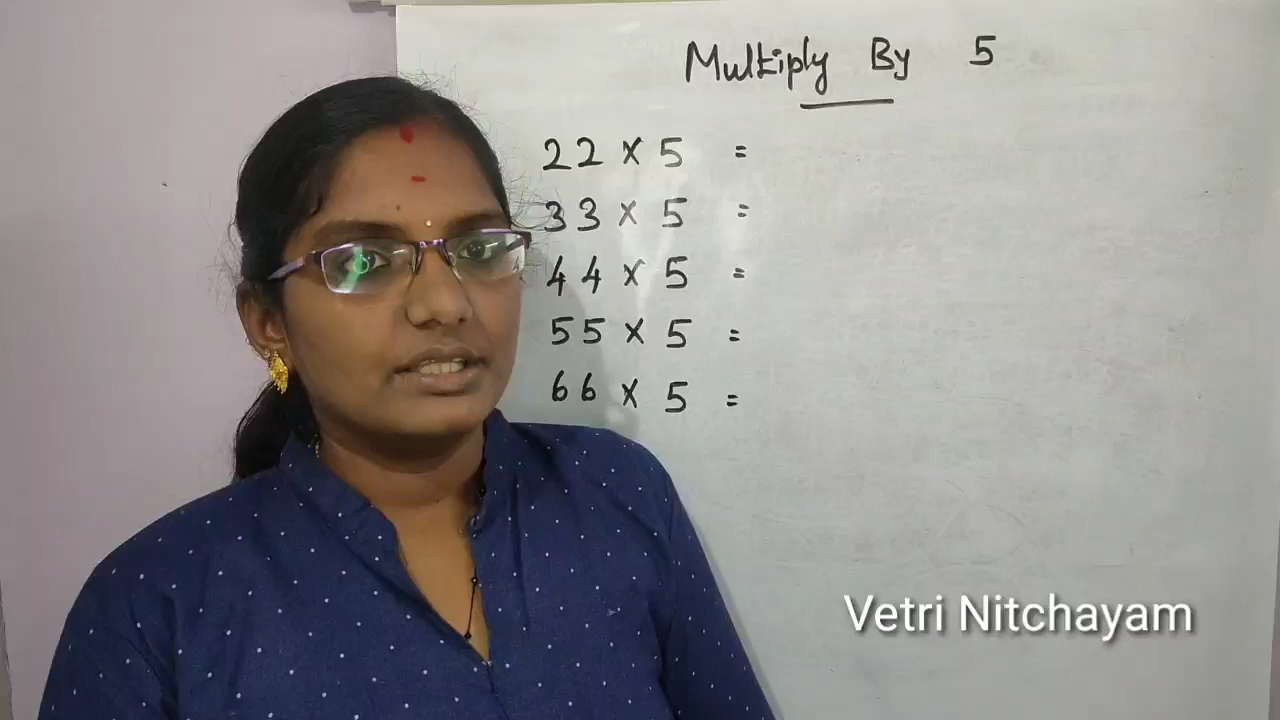 Multiply By 5
22 × 5 =
33 × 5 =
44 × 5 =
55 × 5 =
66 × 5 =
Vetri Nitchayam